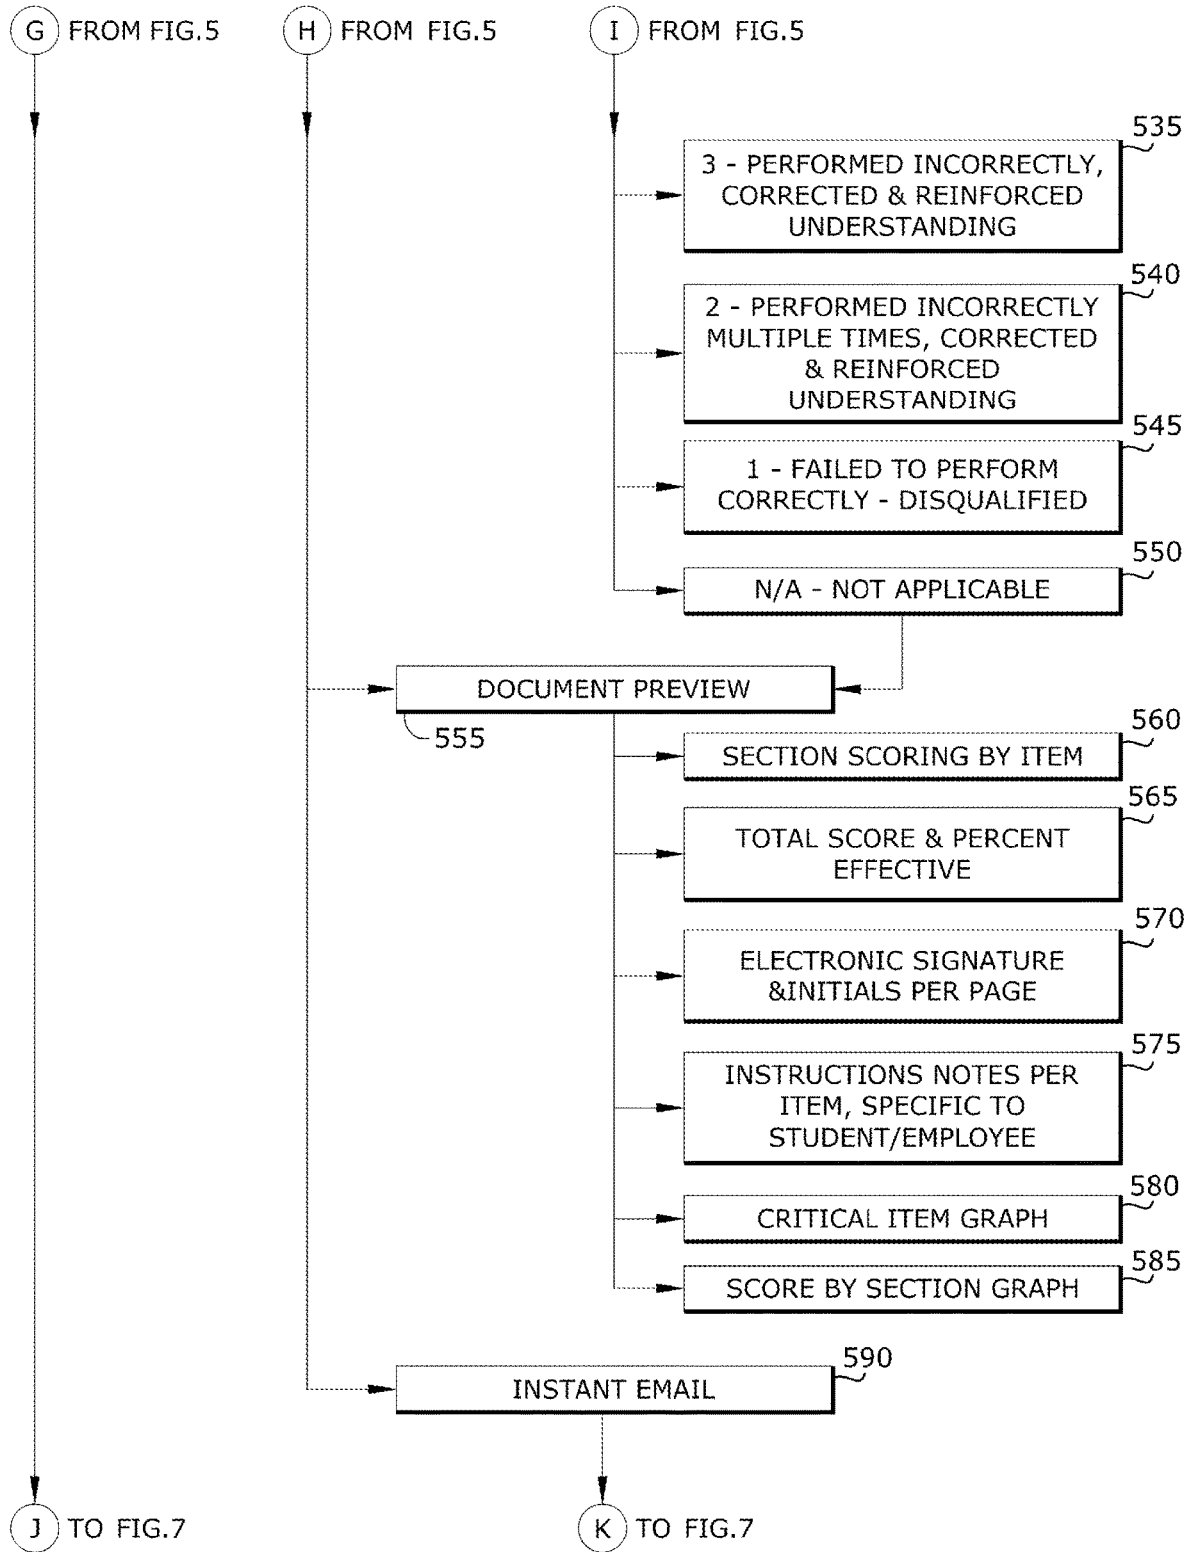 G FROM FIG.5
H FROM FIG.5
I FROM FIG.5
535
3 - PERFORMED INCORRECTLY,
CORRECTED & REINFORCED
UNDERSTANDING
540
2 - PERFORMED INCORRECTLY
MULTIPLE TIMES, CORRECTED
& REINFORCED
UNDERSTANDING
545
1 - FAILED TO PERFORM
CORRECTLY - DISQUALIFIED
550
N/A - NOT APPLICABLE
DOCUMENT PREVIEW
555
560
SECTION SCORING BY ITEM
565
TOTAL SCORE & PERCENT
EFFECTIVE
570
ELECTRONIC SIGNATURE
&INITIALS PER PAGE
575
INSTRUCTIONS NOTES PER
ITEM, SPECIFIC TO
STUDENT/EMPLOYEE
580
CRITICAL ITEM GRAPH
585
SCORE BY SECTION GRAPH
590
INSTANT EMAIL
J TO FIG.7
K TO FIG.7